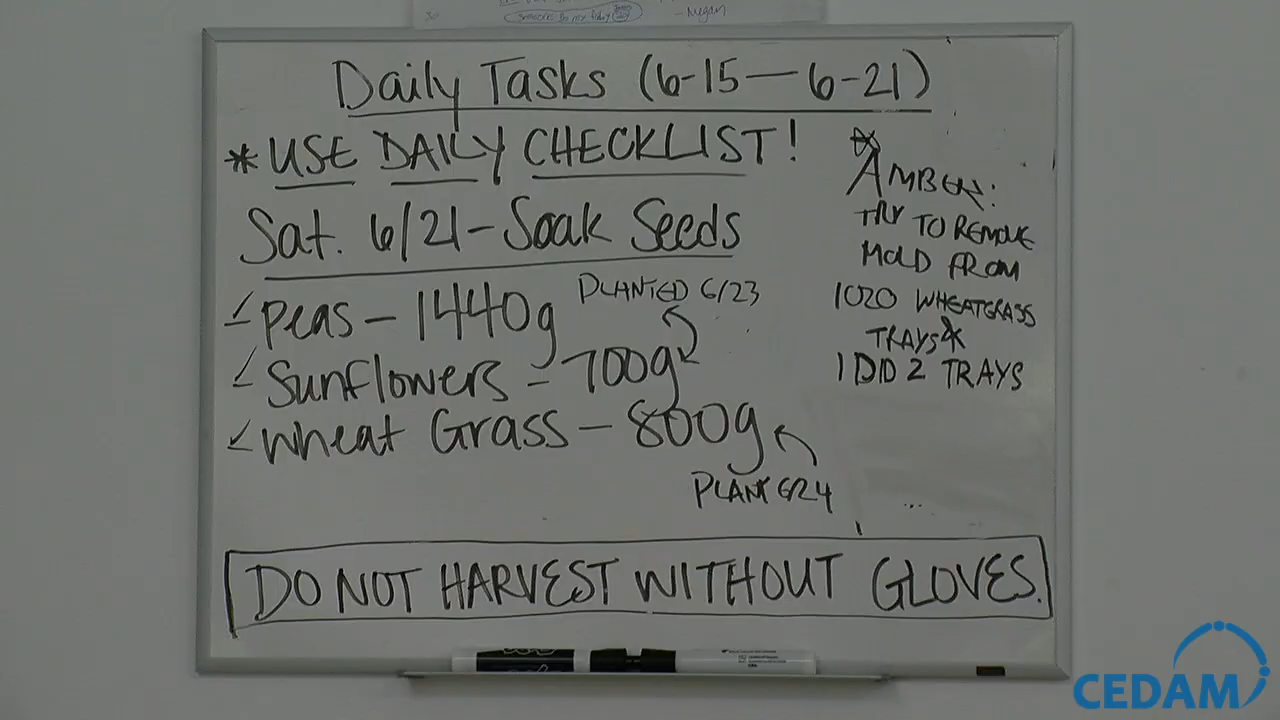 someone
- Megan
Daily Tasks (6-15 — 6-21)
* USE DAILY CHECKLIST!
Sat. 6/21 - Soak Seeds
Peas - 1440g
PLANTED 6/23
Sunflowers - 700g
Wheat Grass - 800g
PLANT 6/24
AMBER:
TRY TO REMOVE
MOLD FROM
1020 WHEATGRASS
TRAYS*
I DID 2 TRAYS
DO NOT HARVEST WITHOUT GLOVES.
CEDAM